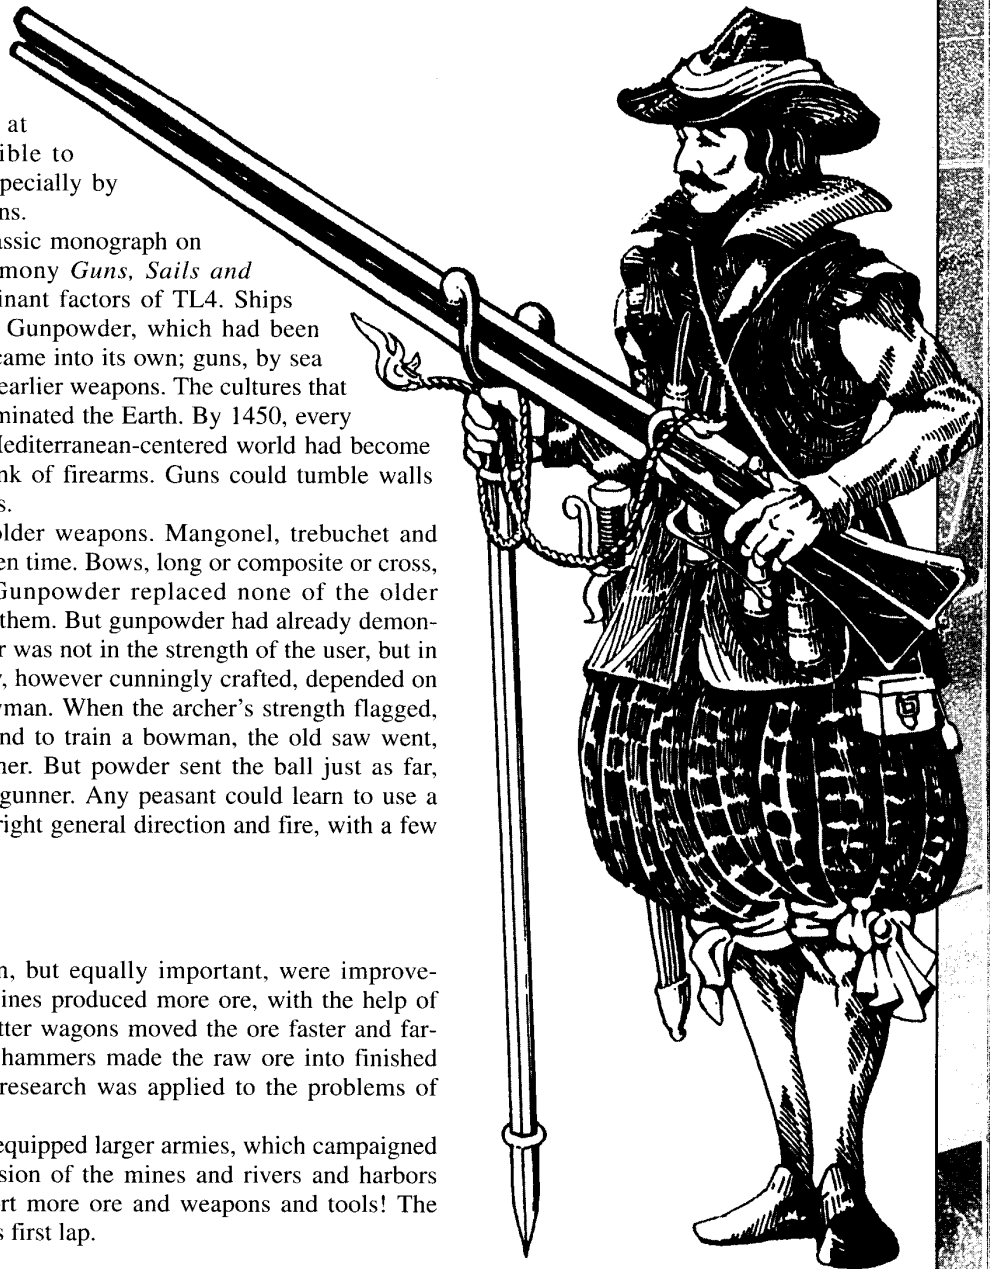 at
ible to
pecially by
ns.
assic monograph on
mony Guns, Sails and
inant factors of TL4. Ships
Gunpowder, which had been
came into its own; guns, by sea
earlier weapons. The cultures that
minated the Earth. By 1450, every
Mediterranean-centered world had become
nk of firearms. Guns could tumble walls
s.
older weapons. Mangonel, trebuchet and
en time. Bows, long or composite or cross,
Gunpowder replaced none of the older
them. But gunpowder had already demon-
r was not in the strength of the user, but in
, however cunningly crafted, depended on
wman. When the archer's strength flagged,
nd to train a bowman, the old saw went,
her. But powder sent the ball just as far,
gunner. Any peasant could learn to use a
right general direction and fire, with a few
n, but equally important, were improve-
ines produced more ore, with the help of
tter wagons moved the ore faster and far-
hammers made the raw ore into finished
research was applied to the problems of
equipped larger armies, which campaigned
sion of the mines and rivers and harbors
rt more ore and weapons and tools! The
s first lap.